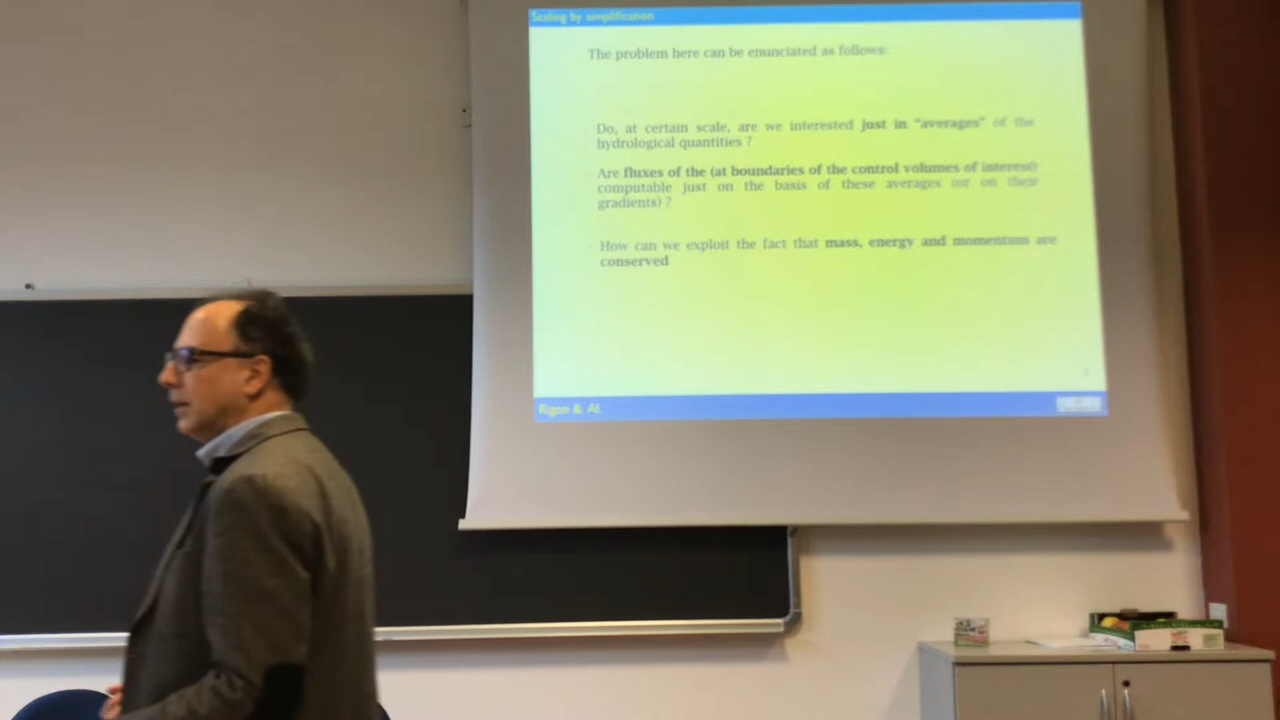 Scaling by simplification
The problem here can be enunciated as follows:
Do, at certain scale, are we interested just in "averages" of the
hydrological quantities ?
Are fluxes of the (at boundaries of the control volumes of interest)
computable just on the basis of these averages (or on their
gradients) ?
How can we exploit the fact that mass, energy and momentum are
conserved
Rigon & Al.